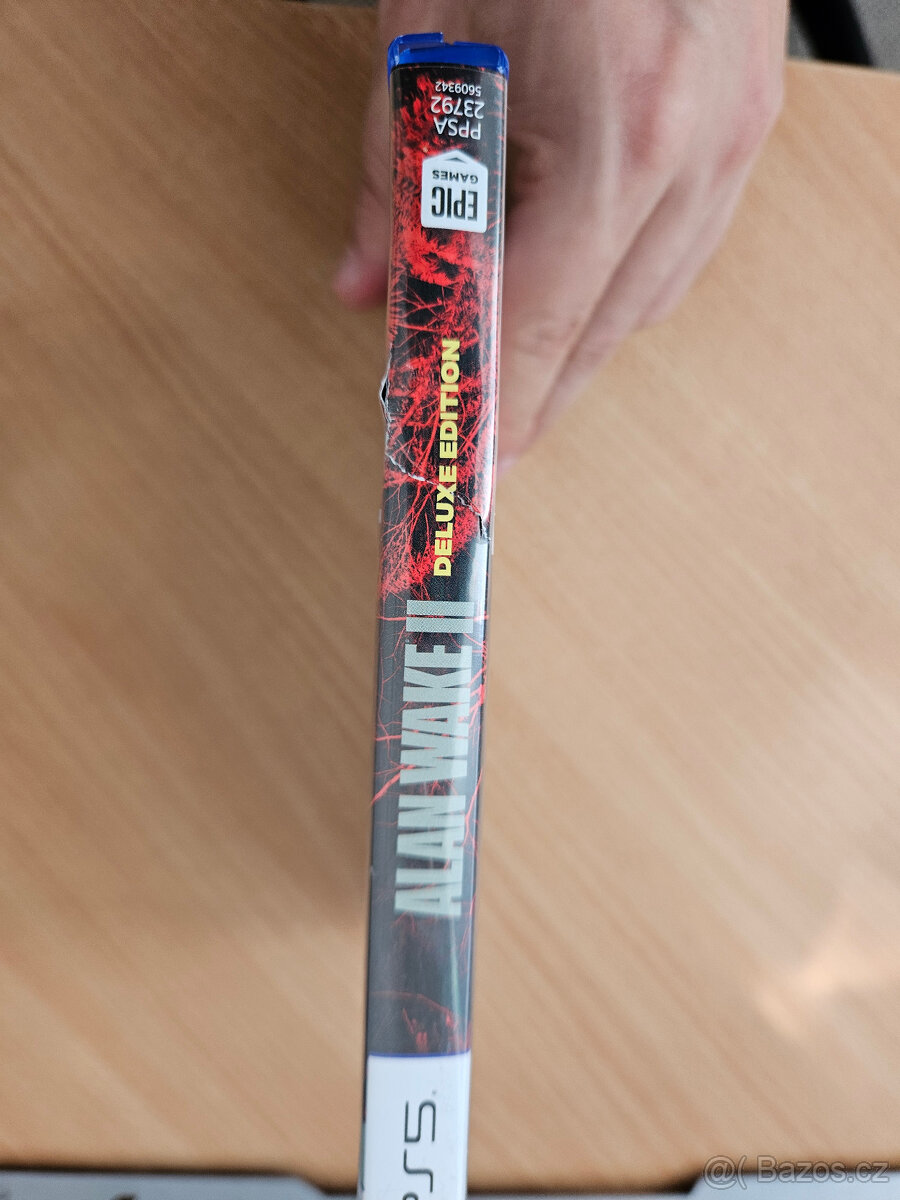 PS5
ALAN WAKE II
DELUXE EDITION
EPIC
GAMES
PPSA
23792
5609342
@( Bazos.cz